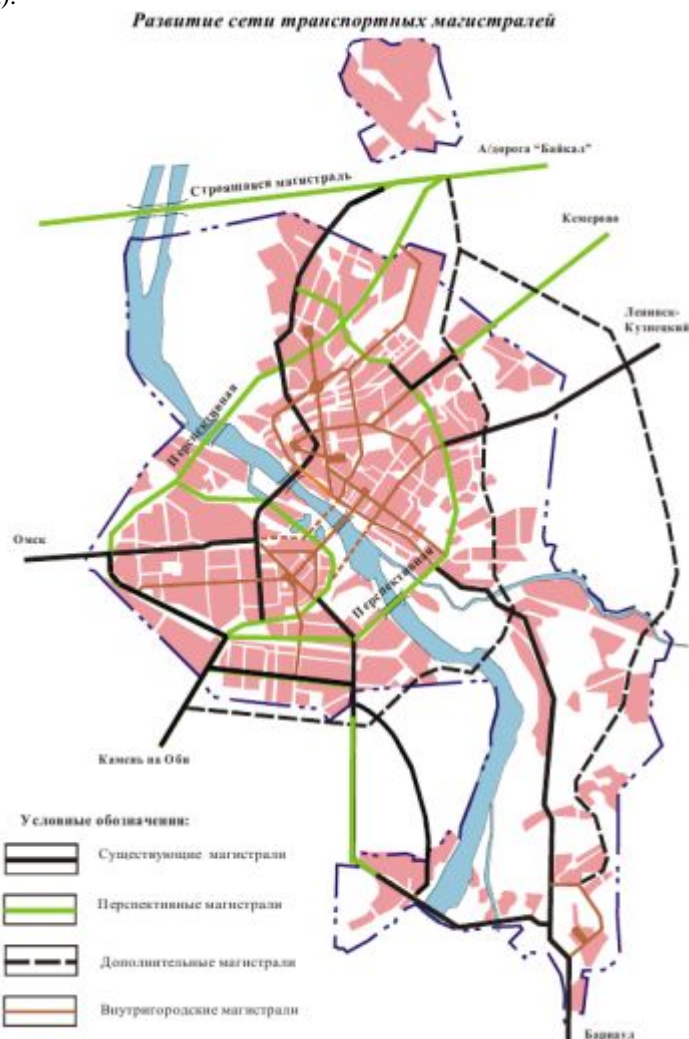 Развитие сети транспортных магистралей
А/дорога "Байкал"
Строящаяся магистраль
Кемерово
Ленинск-
Кузнецкий
Перспективная
Омск
Перспективная
Камень на Оби
Условные обозначения:
Существующие магистрали
Перспективные магистрали
Дополнительные магистрали
Внутригородские магистрали
Барнаул